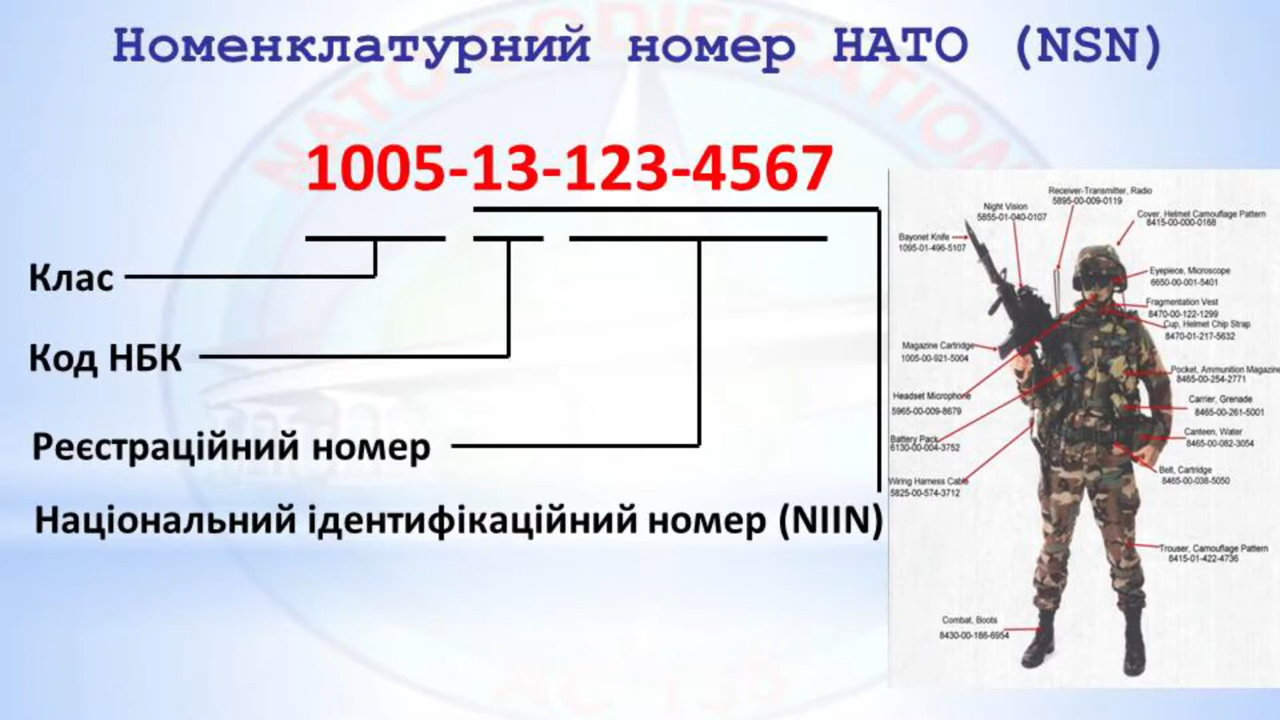 Номенклатурний номер НАТО (NSN)
1005-13-123-4567
Клас
Код НБК
Реєстраційний номер
Національний ідентифікаційний номер (NIIN)
NATO CODIFICATION
AC 135
Receiver-Transmitter, Radio
5895-00-009-0119
Night Vision
5855-01-040-0107
Cover, Helmet Camouflage Pattern
8415-00-000-0168
Bayonet Knife
1095-01-496-5107
Eyepiece, Microscope
6650-00-001-5401
Fragmentation Vest
8470-00-122-1299
Cup, Helmet Chip Strap
8470-01-217-5632
Magazine Cartridge
1005-00-921-5004
Pocket, Ammunition Magazine
8465-00-254-2771
Headset Microphone
5965-00-009-8679
Carrier, Grenade
8465-00-261-5001
Battery Pack
6130-00-004-3752
Canteen, Water
8465-00-082-3054
Belt, Cartridge
8465-00-038-5050
Wiring Harness Cable
5825-00-574-3712
Trouser, Camouflage Pattern
8415-01-422-4736
Combat, Boots
8430-00-186-6954